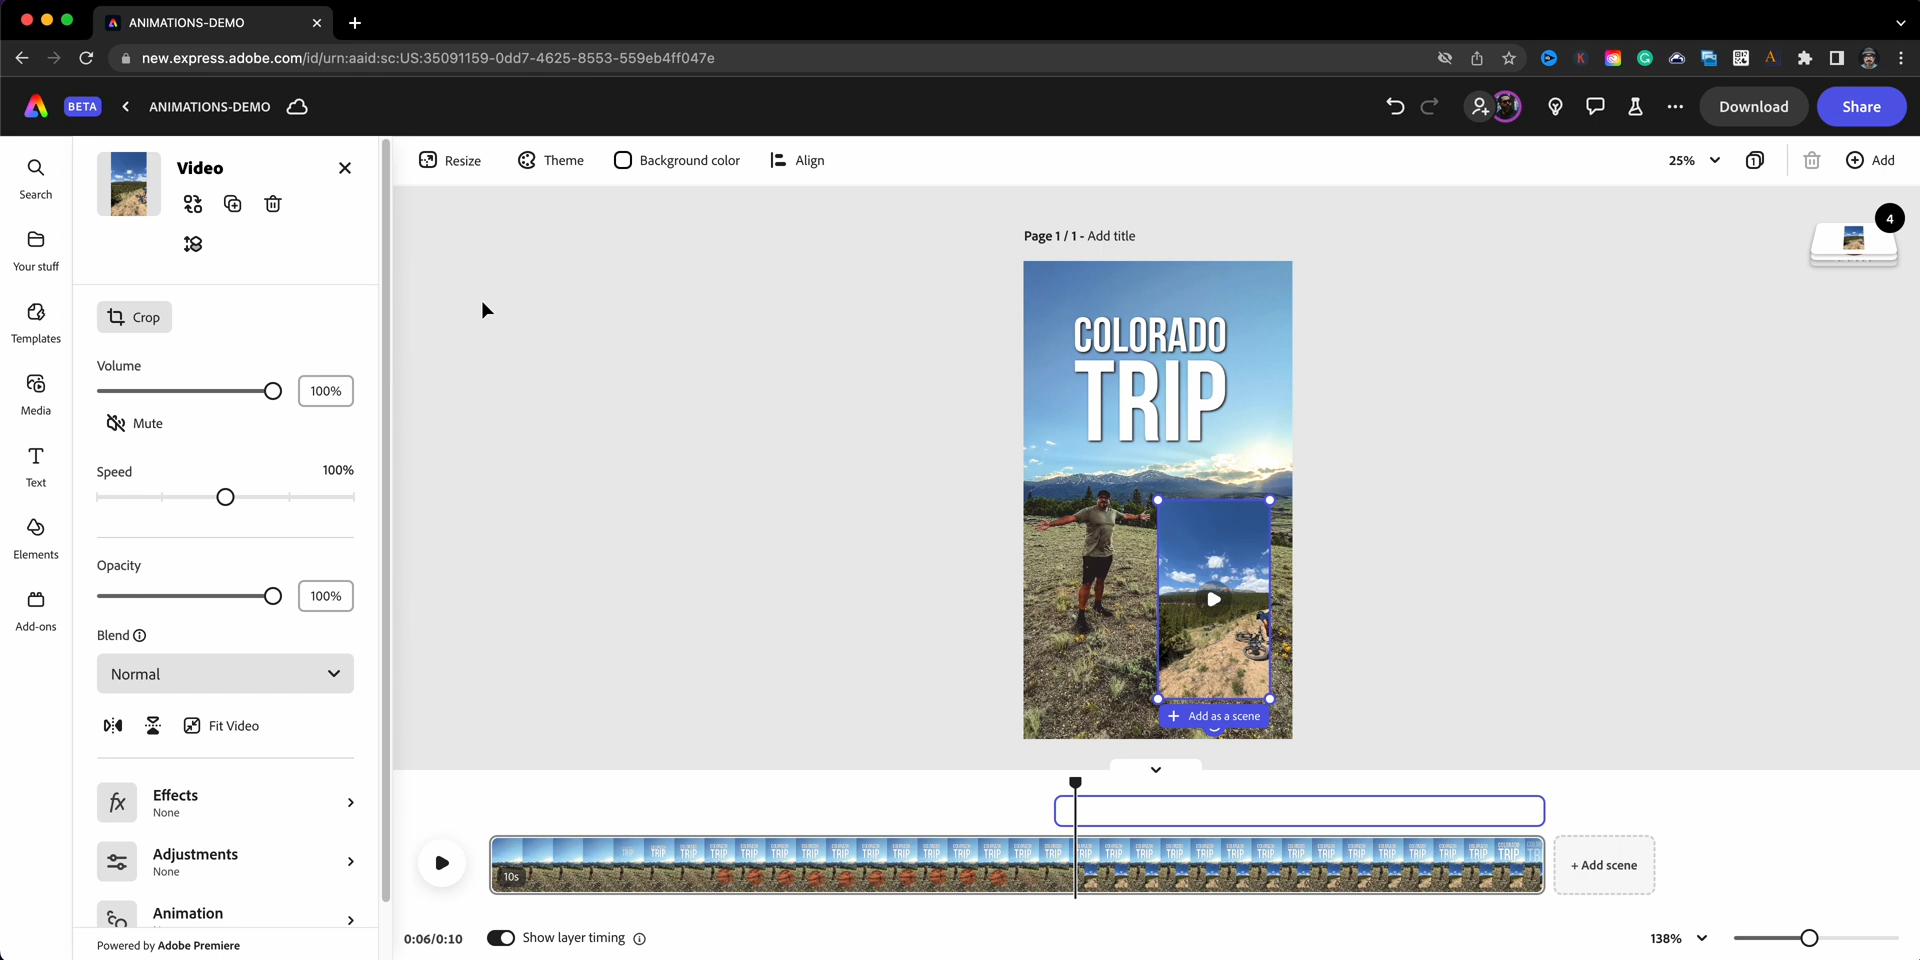 ANIMATIONS-DEMO
new.express.adobe.com/id/urn:aaid:sc:US:35091159-0dd7-4625-8553-559eb4ff047e
BETA
ANIMATIONS-DEMO
Download
Share
Search
Your stuff
Templates
Media
Text
Elements
Add-ons
Video
Crop
Volume
100%
Mute
Speed
100%
Opacity
100%
Blend
Normal
Fit Video
Effects
None
Adjustments
None
Animation
Powered by Adobe Premiere
Resize
Theme
Background color
Align
25%
1
Add
4
Page 1 / 1 - Add title
COLORADO
TRIP
+ Add as a scene
10s
+ Add scene
0:06/0:10
Show layer timing
138%